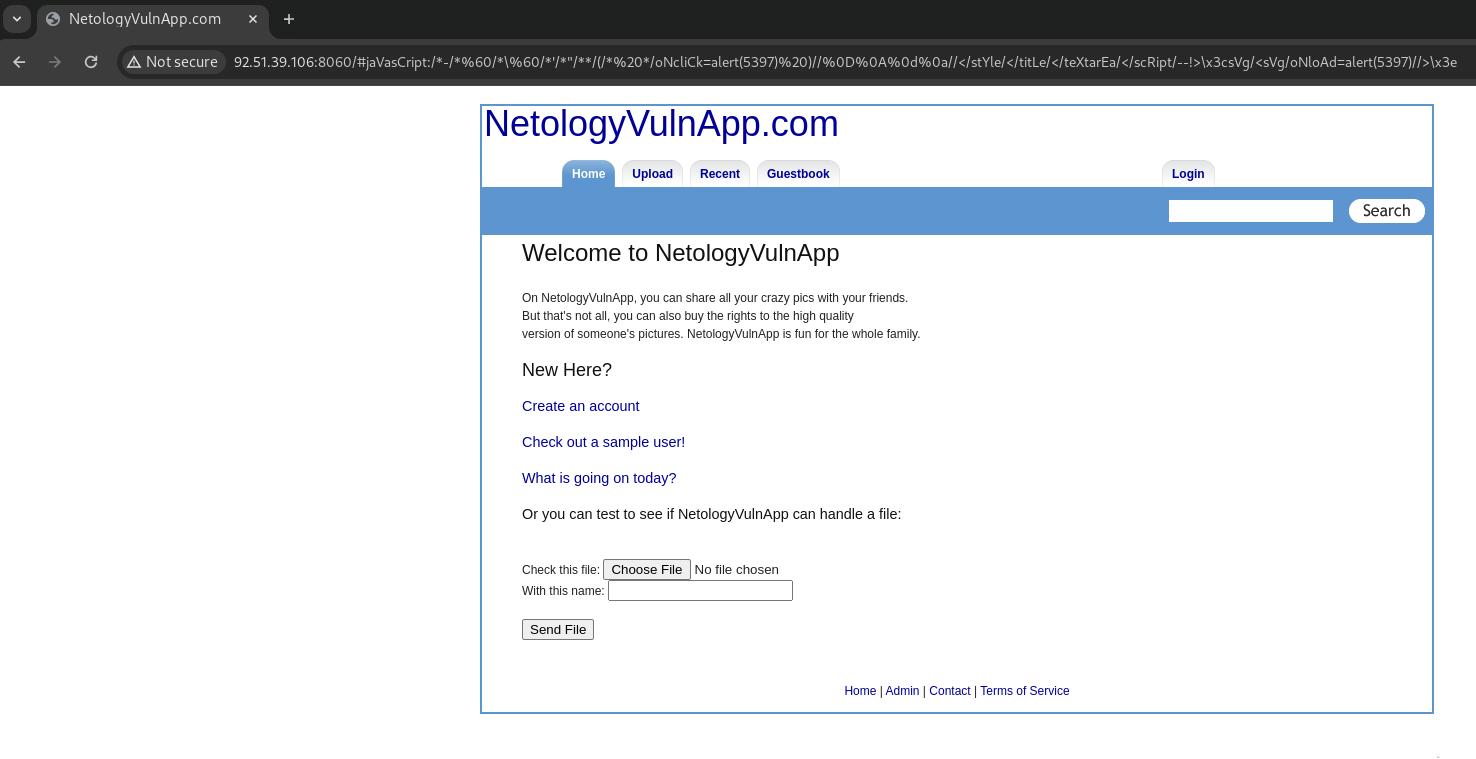 NetologyVulnApp.com
Not secure 92.51.39.106:8060/#jaVasCript:/*-/*%60/*\%60/*'/*"/**/(/*%20*/oNcliCk=alert(5397)%20)//%0D%0A%0d%0a//</stYle/</titLe/</teXtarEa/</scRipt/--!>\x3csVg/<sVg/oNloAd=alert(5397)//>\x3e
NetologyVulnApp.com
Home Upload Recent Guestbook Login
Search
Welcome to NetologyVulnApp
On NetologyVulnApp, you can share all your crazy pics with your friends.
But that's not all, you can also buy the rights to the high quality
version of someone's pictures. NetologyVulnApp is fun for the whole family.
New Here?
Create an account
Check out a sample user!
What is going on today?
Or you can test to see if NetologyVulnApp can handle a file:
Check this file: Choose File No file chosen
With this name:
Send File
Home | Admin | Contact | Terms of Service